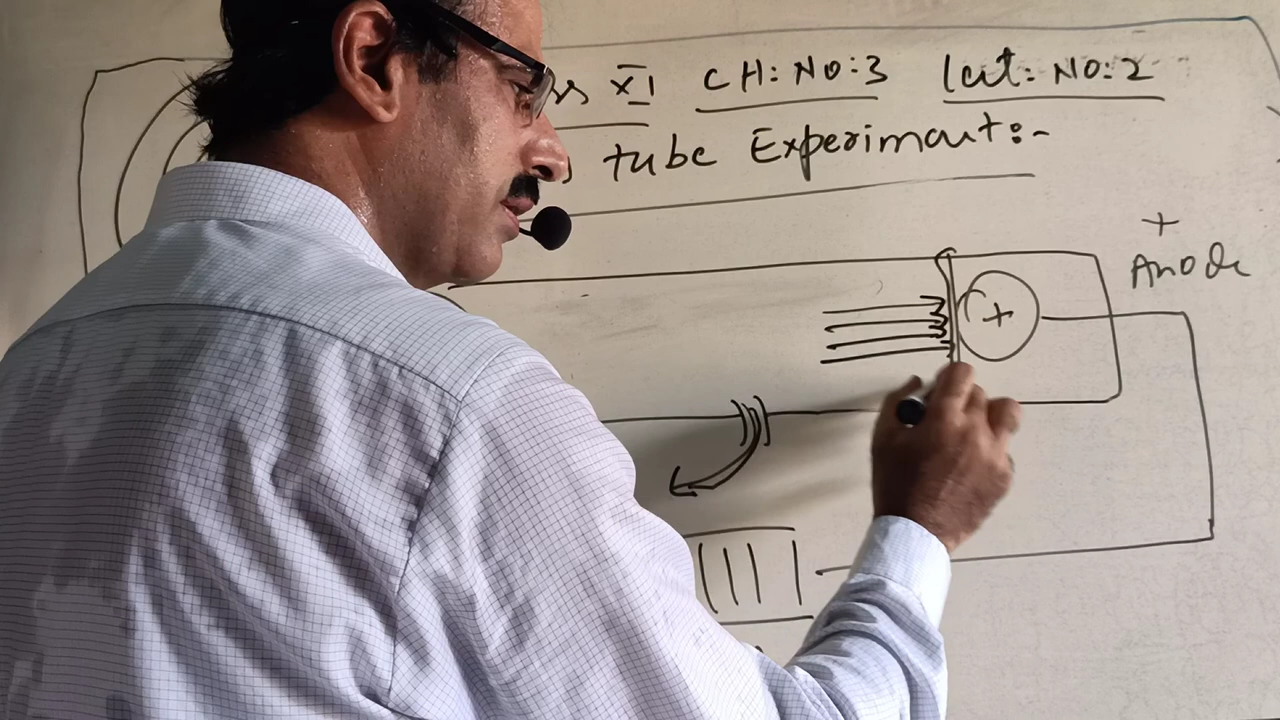 XI CH: NO: 3 Lect: NO: 2
tube Experiment:-
+
Anode
+